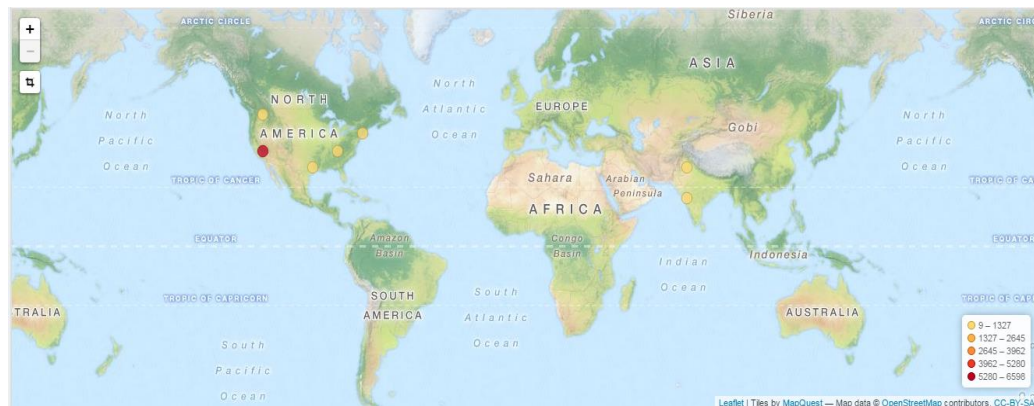 ARCTIC CIRCLE
Siberia
ARCTIC CIR
+
−
ASIA
NORTH
AMERICA
EUROPE
North
Pacific
Ocean
North
Atlantic
Ocean
Gobi
North
Pacific
Ocean
TROPIC OF CANCER
Sahara
Arabian
Peninsula
TROPIC OF CA
AFRICA
EQUATOR
Amazon
Basin
Congo
Basin
Indian
Ocean
Indonesia
EQUATOR
TROPIC OF CAPRICORN
SOUTH
AMERICA
South
Atlantic
Ocean
TROPIC OF CAP
TRALIA
AUSTRALIA
South
Pacific
Ocean
9 – 1327
1327 – 2645
2645 – 3962
3962 – 5280
5280 – 6598
Leaflet | Tiles by MapQuest — Map data © OpenStreetMap contributors, CC-BY-SA